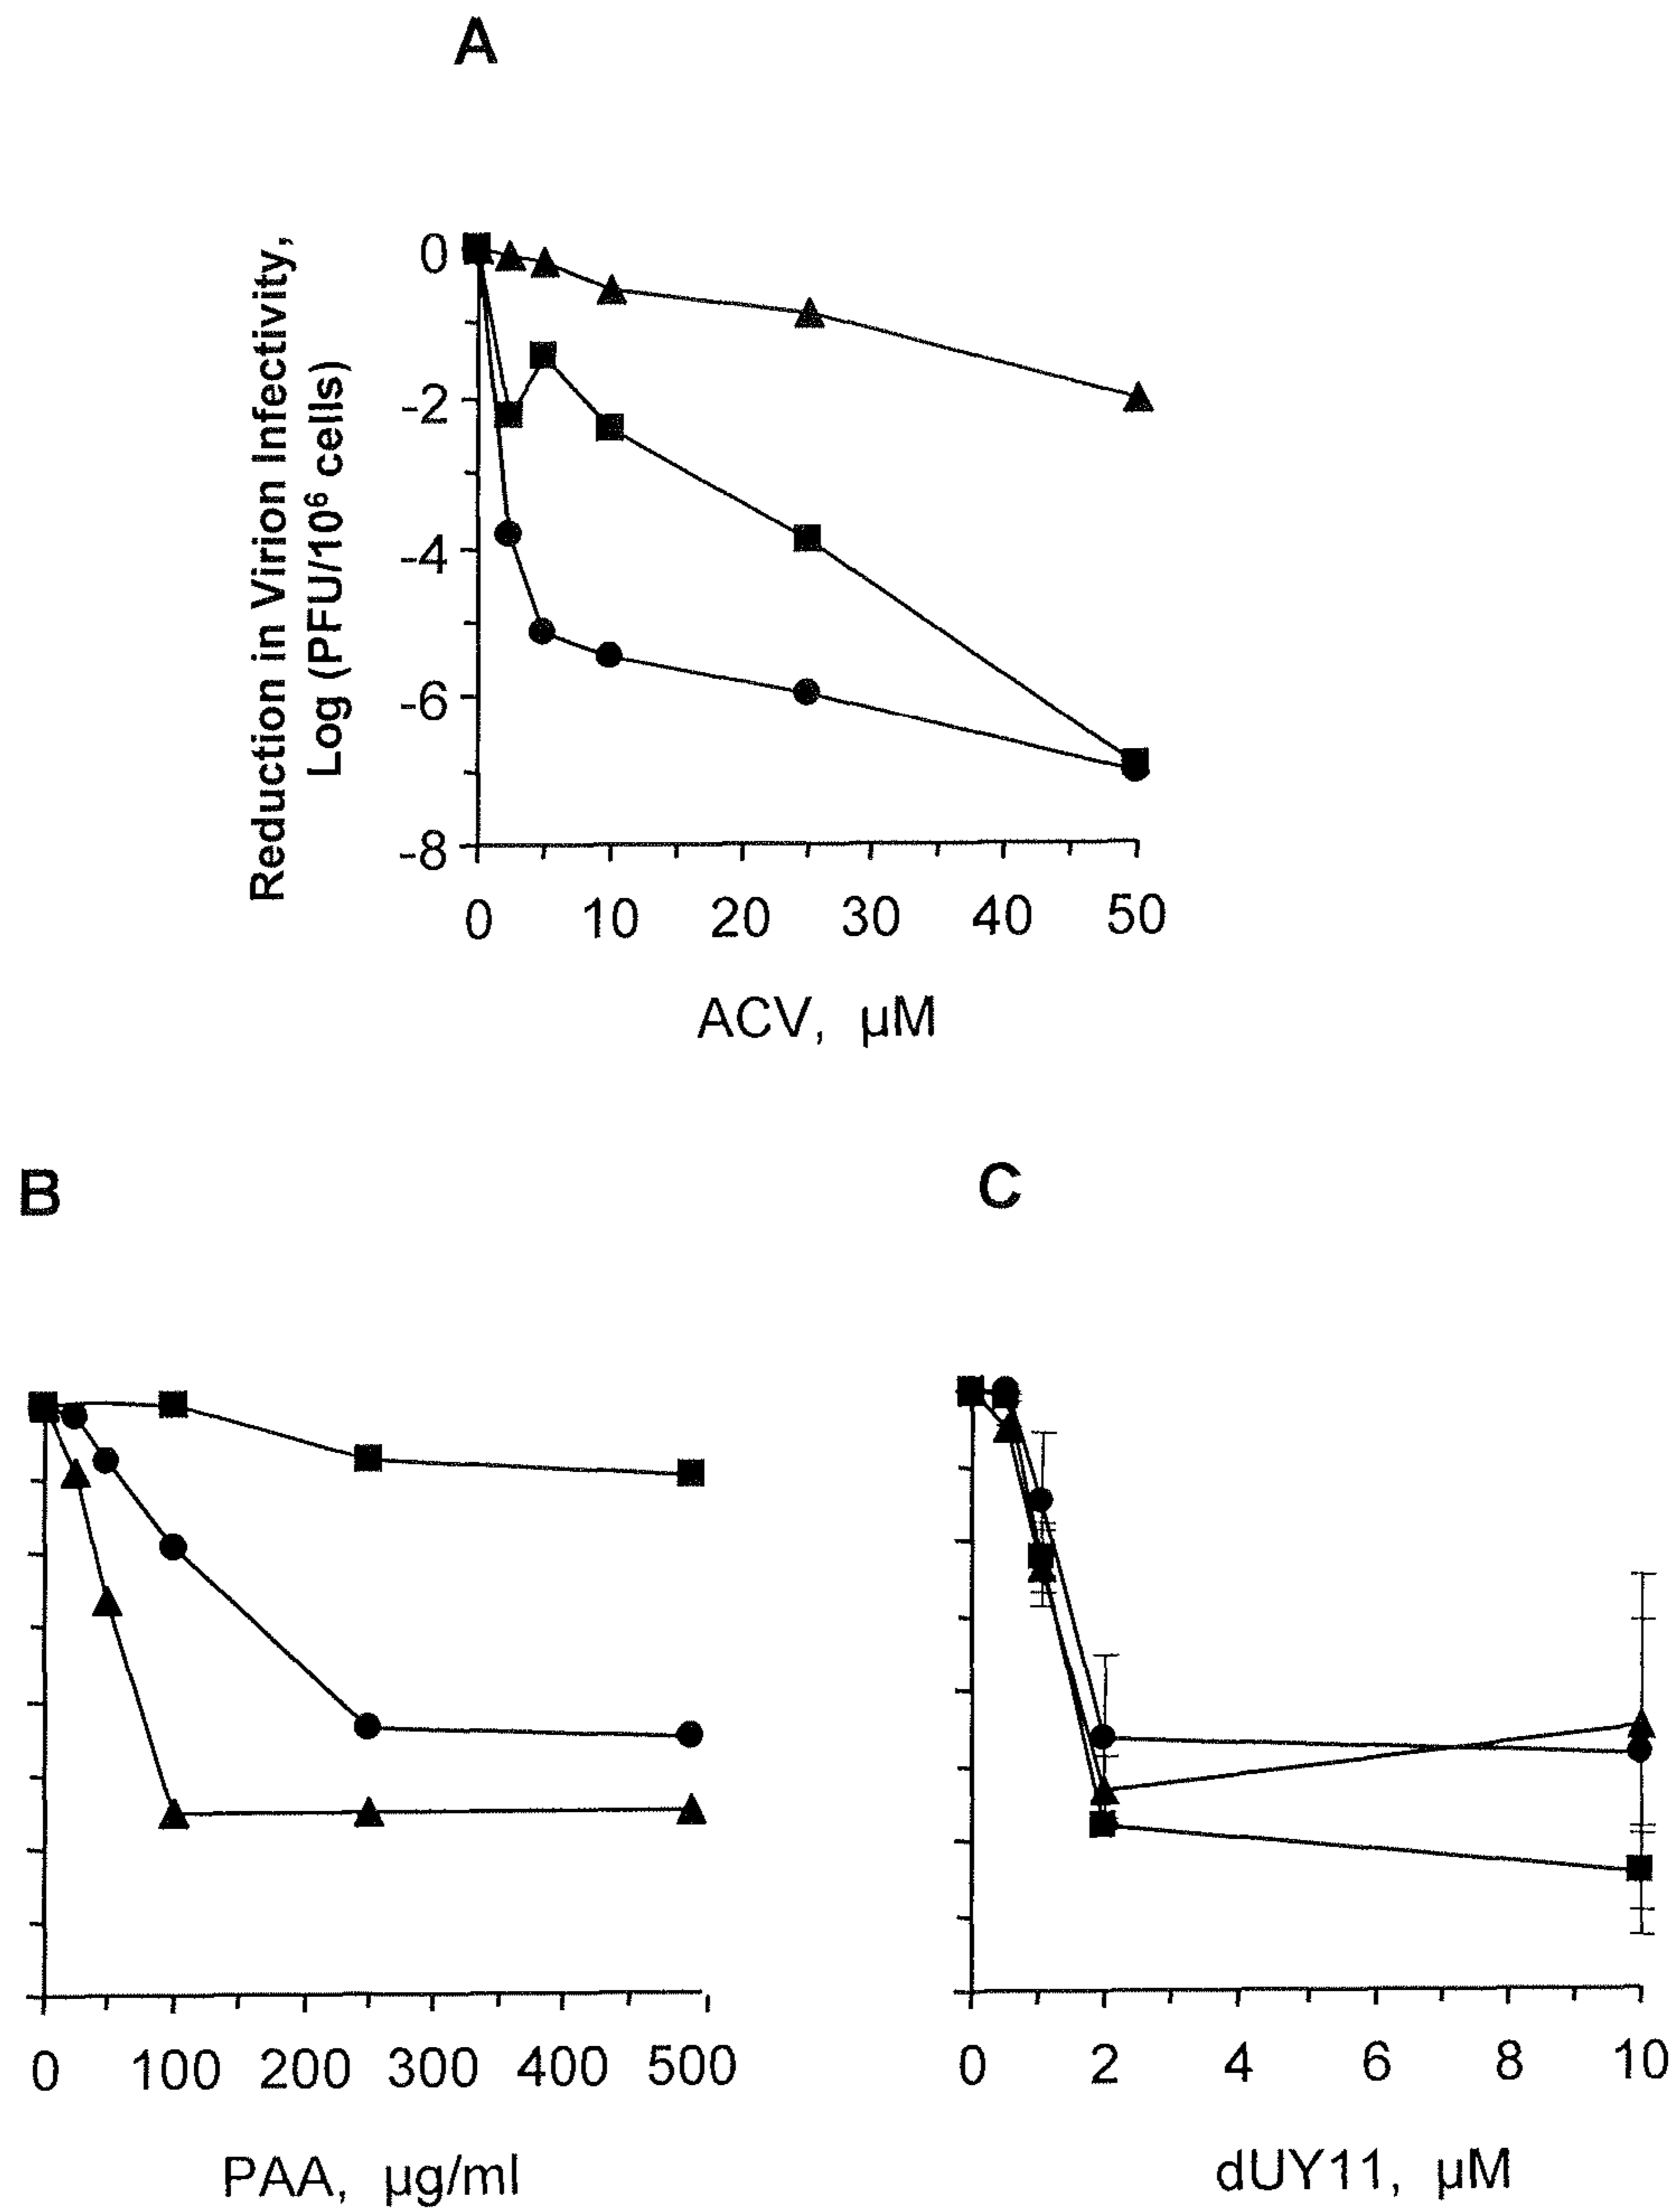 A
Reduction in Virion Infectivity,
Log (PFU/10⁶ cells)
0
-2
-4
-6
-8
0 10 20 30 40 50
ACV, µM
B
0 100 200 300 400 500
PAA, µg/ml
C
0 2 4 6 8 10
dUY11, µM